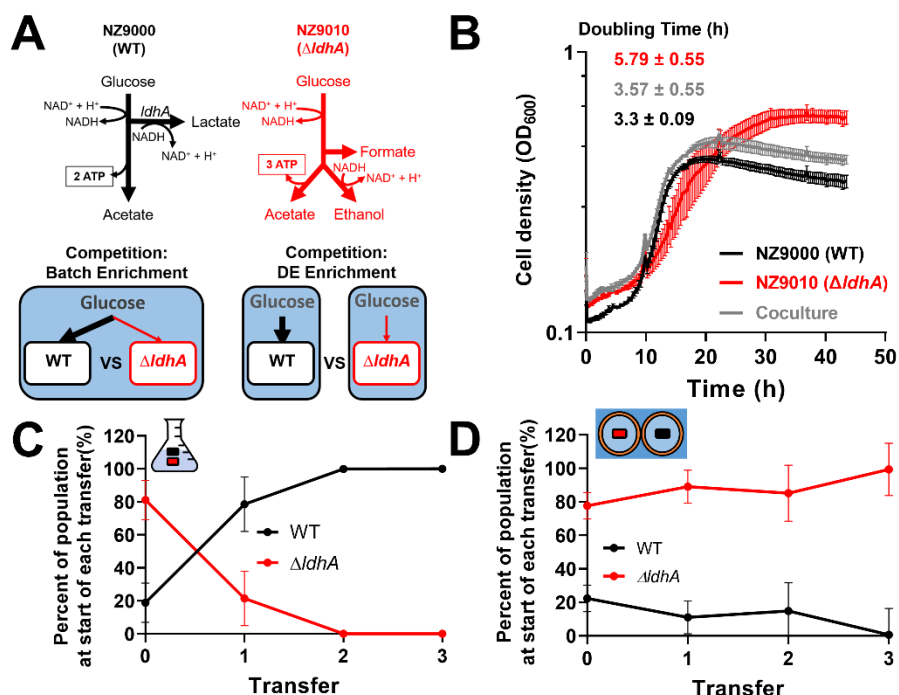 A
NZ9000
(WT)
Glucose
NAD⁺ + H⁺
NADH
ldhA
Lactate
NADH
NAD⁺ + H⁺
2 ATP
Acetate
NZ9010
(ΔldhA)
Glucose
NAD⁺ + H⁺
NADH
Formate
3 ATP
NADH
NAD⁺ + H⁺
Acetate
Ethanol
Competition:
Batch Enrichment
Glucose
WT
VS
ΔldhA
Competition:
DE Enrichment
Glucose
Glucose
WT
VS
ΔldhA
B
Doubling Time (h)
5.79 ± 0.55
3.57 ± 0.55
3.3 ± 0.09
Cell density (OD₆₀₀)
1
0.1
NZ9000 (WT)
NZ9010 (ΔldhA)
Coculture
0 10 20 30 40 50
Time (h)
C
Percent of population
at start of each transfer(%)
120
100
80
60
40
20
0
WT
ΔldhA
0 1 2 3
Transfer
D
Percent of population
at start of each transfer(%)
120
100
80
60
40
20
0
WT
ΔldhA
0 1 2 3
Transfer